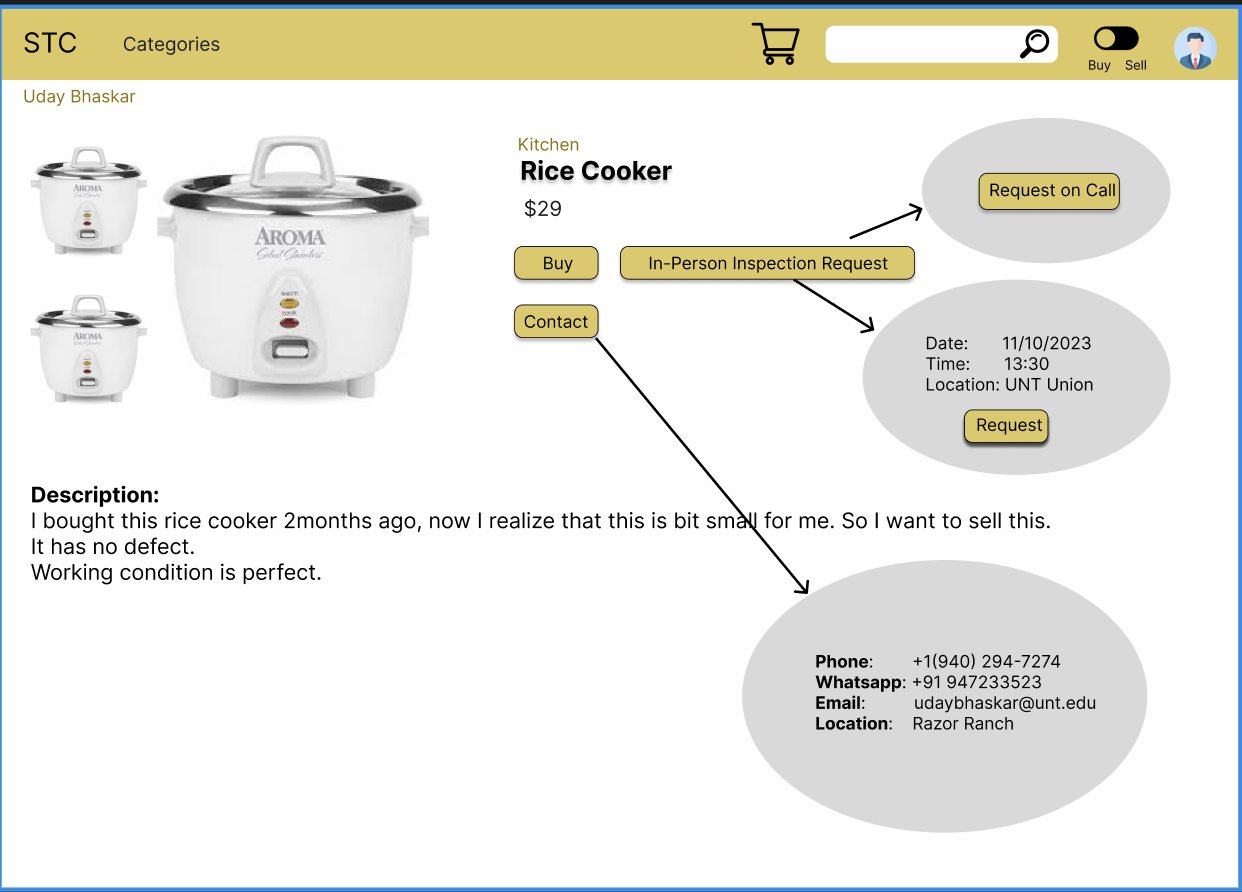 STC
Categories
Buy Sell
Uday Bhaskar
AROMA
Select Stainless
warm
cook
AROMA
AROMA
Kitchen
Rice Cooker
$29
Buy
In-Person Inspection Request
Contact
Request on Call
Date: 11/10/2023
Time: 13:30
Location: UNT Union
Request
Description:
I bought this rice cooker 2months ago, now I realize that this is bit small for me. So I want to sell this.
It has no defect.
Working condition is perfect.
Phone: +1(940) 294-7274
Whatsapp: +91 947233523
Email: udaybhaskar@unt.edu
Location: Razor Ranch